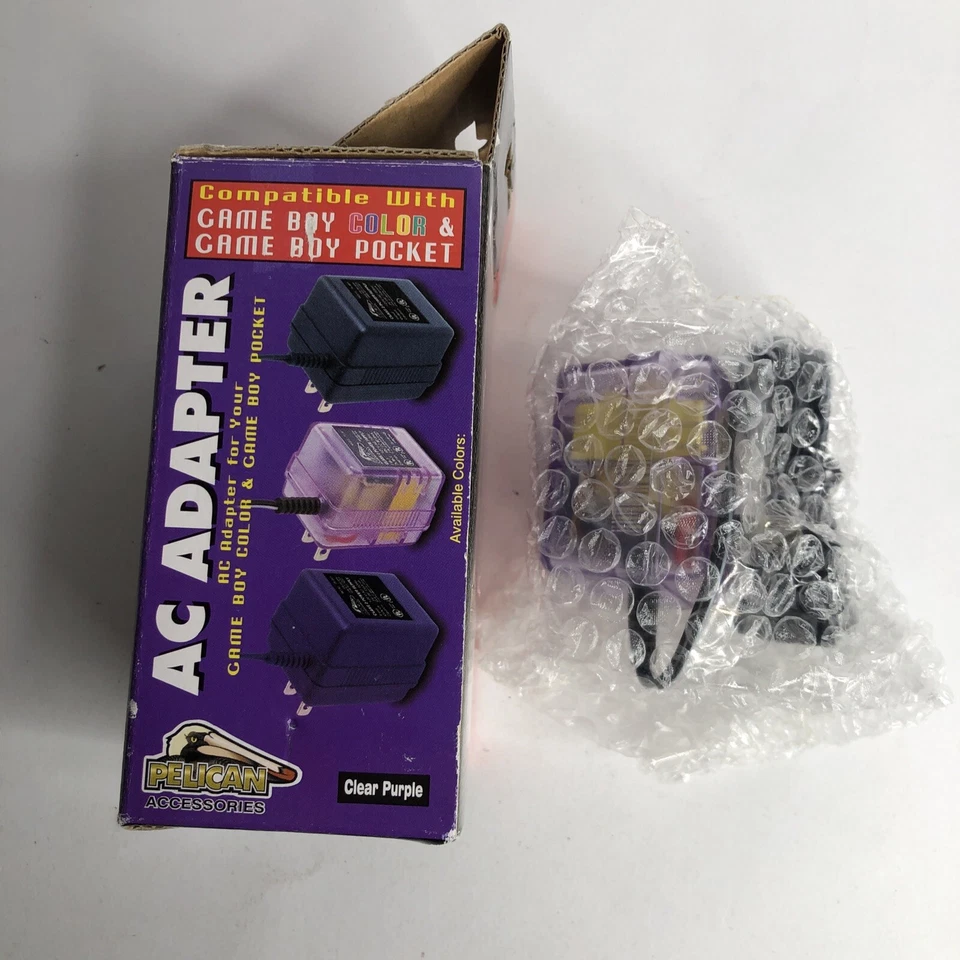 Compatible With
GAME BOY COLOR &
GAME BOY POCKET
AC ADAPTER
AC Adapter for Your
GAME BOY COLOR & GAME BOY POCKET
Available Colors:
PELICAN
ACCESSORIES
Clear Purple